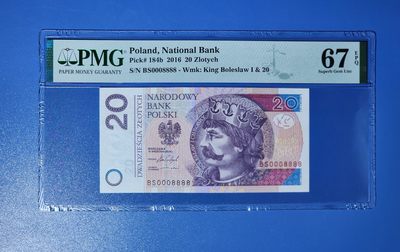 PMG
PAPER MONEY GUARANTY
Poland, National Bank
Pick# 184b 2016 20 Zlotych
S/N BS0008888 - Wmk: King Boleslaw I & 20
67 EPQ
Superb Gem Unc
20
NARODOWY
BANK
POLSKI
20
DWADZIEŚCIA ZŁOTYCH
BS0008888
BS0008888